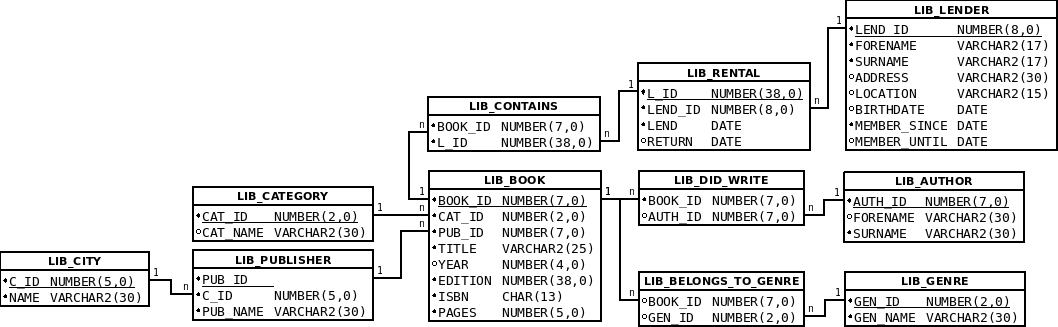 LIB_LENDER
LEND_ID NUMBER(8,0)
FORENAME VARCHAR2(17)
SURNAME VARCHAR2(17)
ADDRESS VARCHAR2(30)
LOCATION VARCHAR2(15)
BIRTHDATE DATE
MEMBER_SINCE DATE
MEMBER_UNTIL DATE
1
n
LIB_RENTAL
L_ID NUMBER(38,0)
LEND_ID NUMBER(8,0)
LEND DATE
RETURN DATE
1
n
LIB_CONTAINS
BOOK_ID NUMBER(7,0)
L_ID NUMBER(38,0)
n
1
LIB_BOOK
BOOK_ID NUMBER(7,0)
CAT_ID NUMBER(2,0)
PUB_ID NUMBER(7,0)
TITLE VARCHAR2(25)
YEAR NUMBER(4,0)
EDITION NUMBER(38,0)
ISBN CHAR(13)
PAGES NUMBER(5,0)
LIB_CATEGORY
CAT_ID NUMBER(2,0)
CAT_NAME VARCHAR2(30)
1
n
LIB_PUBLISHER
PUB_ID
C_ID NUMBER(5,0)
PUB_NAME VARCHAR2(30)
1
n
LIB_CITY
C_ID NUMBER(5,0)
NAME VARCHAR2(30)
1
n
LIB_DID_WRITE
BOOK_ID NUMBER(7,0)
AUTH_ID NUMBER(7,0)
1
n
LIB_AUTHOR
AUTH_ID NUMBER(7,0)
FORENAME VARCHAR2(30)
SURNAME VARCHAR2(30)
n
1
LIB_BELONGS_TO_GENRE
BOOK_ID NUMBER(7,0)
GEN_ID NUMBER(2,0)
n
LIB_GENRE
GEN_ID NUMBER(2,0)
GEN_NAME VARCHAR2(30)
n
1